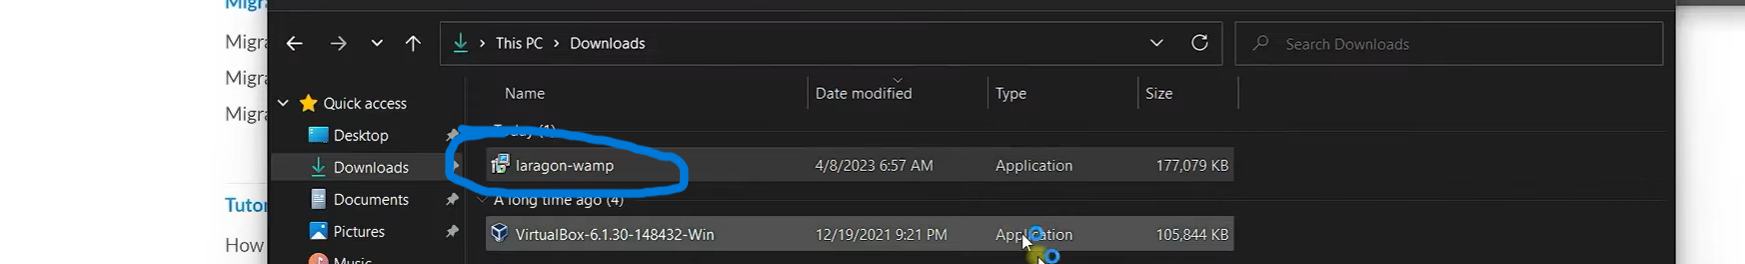 Migra
This PC > Downloads
Search Downloads
Migra
Migra
Migra
Name
Date modified
Type
Size
Quick access
Today (1)
Desktop
laragon-wamp
4/8/2023 6:57 AM
Application
177,079 KB
Downloads
A long time ago (4)
Documents
Tutor
Pictures
VirtualBox-6.1.30-148432-Win
12/19/2021 9:21 PM
Application
105,844 KB
How
Music